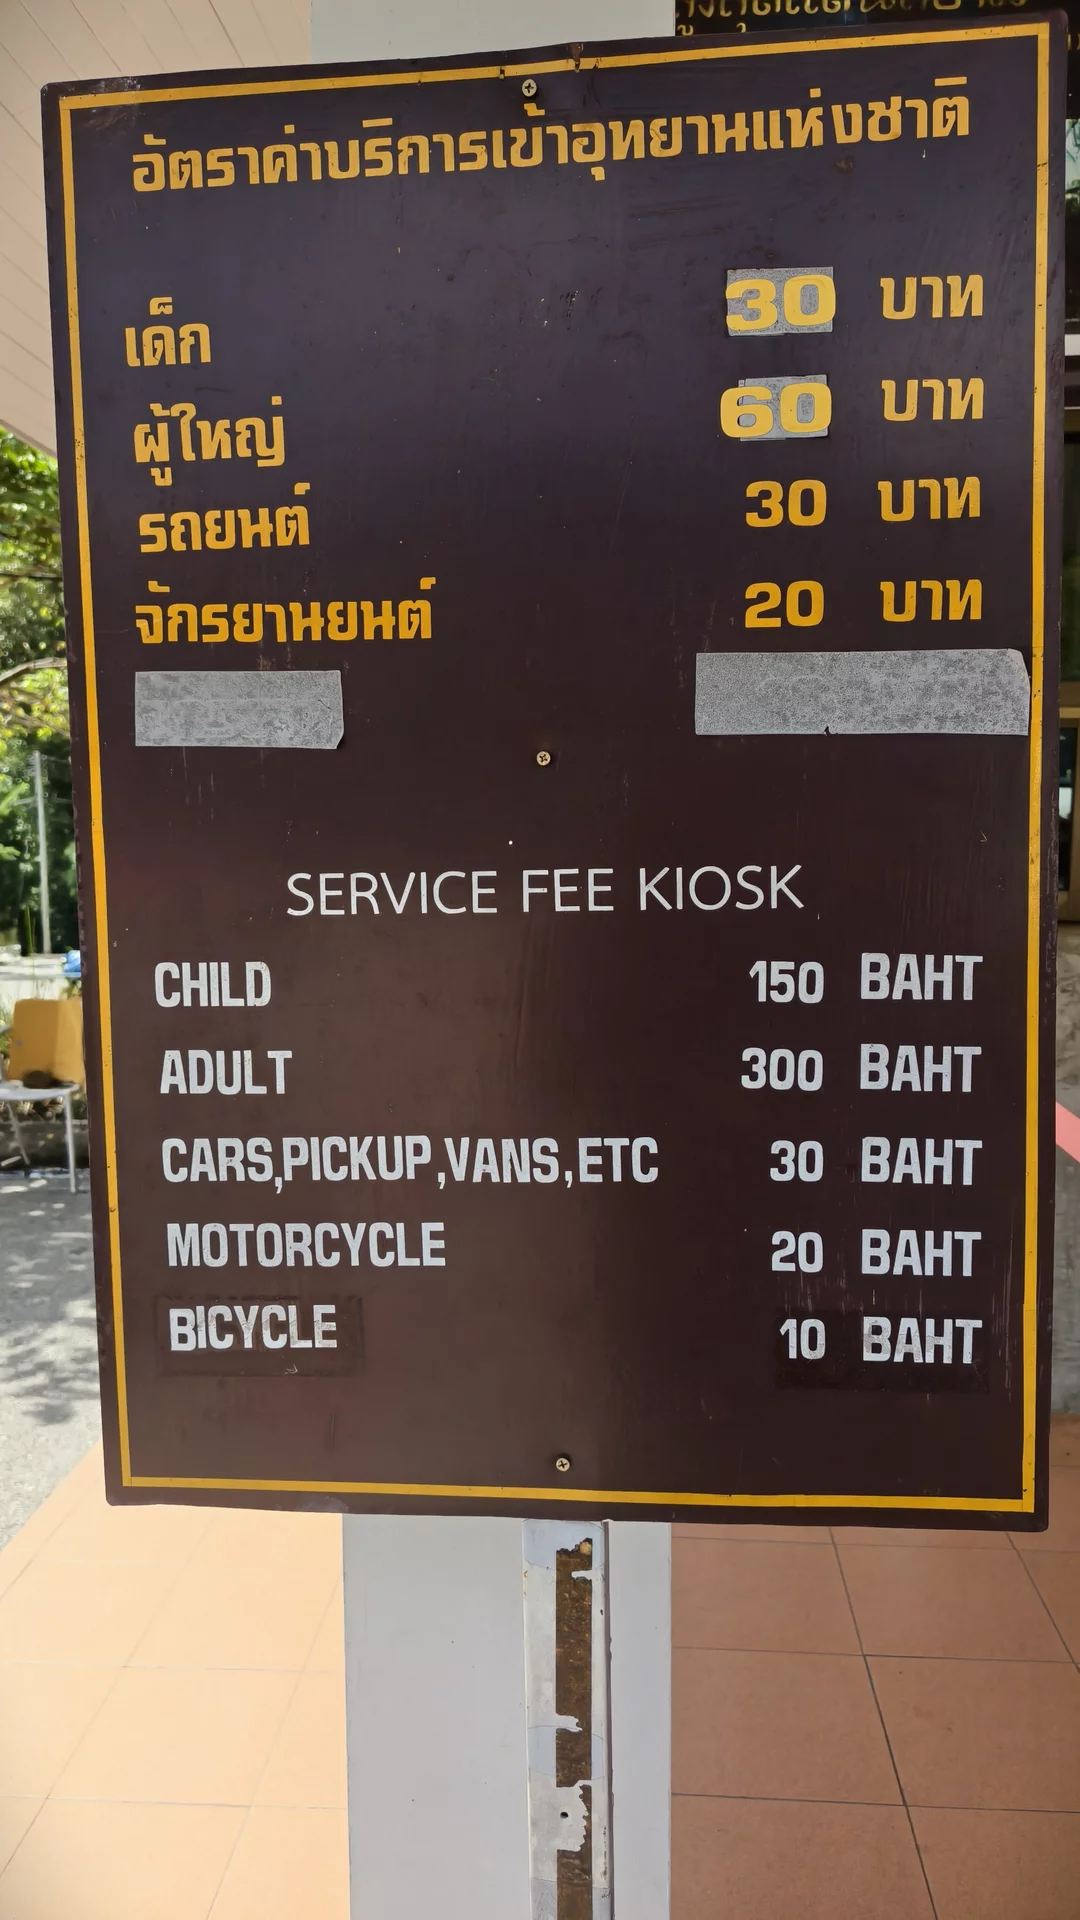 อัตราค่าบริการเข้าอุทยานแห่งชาติ
เด็ก 30 บาท
ผู้ใหญ่ 60 บาท
รถยนต์ 30 บาท
จักรยานยนต์ 20 บาท
SERVICE FEE KIOSK
CHILD 150 BAHT
ADULT 300 BAHT
CARS,PICKUP,VANS,ETC 30 BAHT
MOTORCYCLE 20 BAHT
BICYCLE 10 BAHT